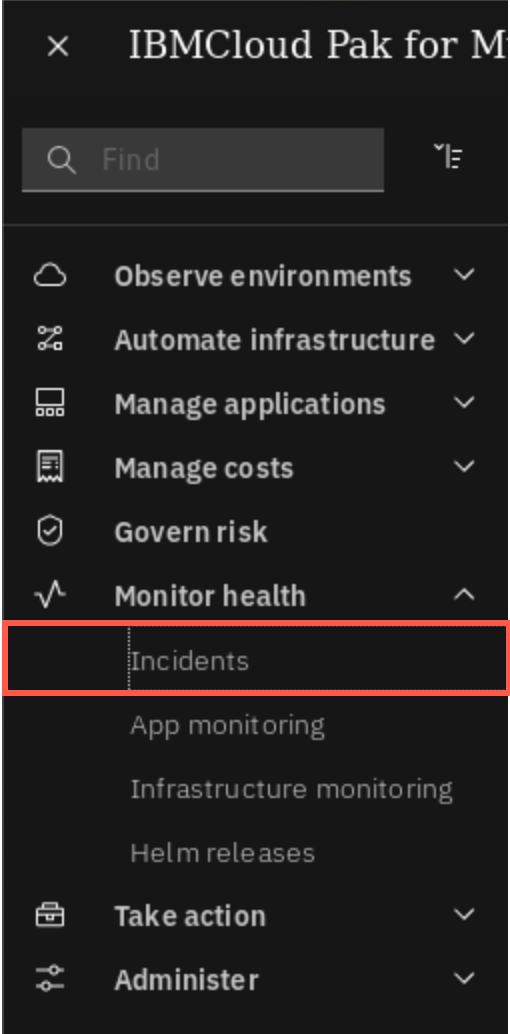 IBMCloud Pak for M
Find
Observe environments
Automate infrastructure
Manage applications
Manage costs
Govern risk
Monitor health
Incidents
App monitoring
Infrastructure monitoring
Helm releases
Take action
Administer